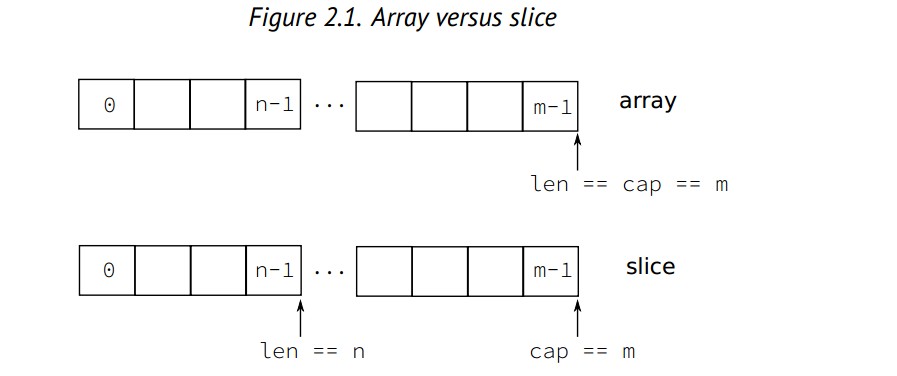 Figure 2.1. Array versus slice
0 n-1 ... m-1 array
len == cap == m
0 n-1 ... m-1 slice
len == n cap == m